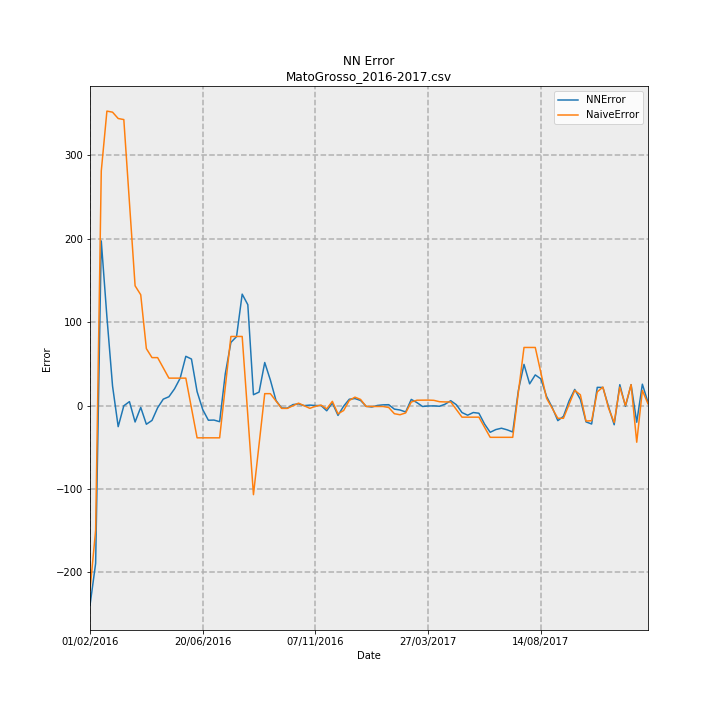 NN Error
MatoGrosso_2016-2017.csv
NNError
NaiveError
300
200
100
0
−100
−200
Error
01/02/2016 20/06/2016 07/11/2016 27/03/2017 14/08/2017
Date